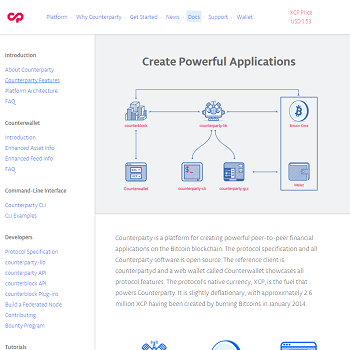 Platform Why Counterparty Get Started News Docs Support Wallet XCP Price
USD 1.53
Introduction
About Counterparty
Counterparty Features
Platform Architecture
FAQ
Counterwallet
Introduction
Enhanced Asset Info
Enhanced Feed Info
FAQ
Command-Line Interface
Counterparty CLI
CLI Examples
Developers
Protocol Specification
counterparty-lib
counterparty API
counterblock API
counterblock Plug-ins
Build a Federated Node
Contributing
Bounty Program
Tutorials
Create Powerful Applications
counterblock counterparty-lib Bitcoin Core
Counterwallet counterparty-cli counterparty-gui Wallet
Counterparty is a platform for creating powerful peer-to-peer financial
applications on the Bitcoin blockchain. The protocol specification and all
Counterparty software is open source. The reference client is
counterpartyd and a web wallet called Counterwallet showcases all
protocol features. The protocol's native currency, XCP, is the fuel that
powers Counterparty. It is slightly deflationary, with approximately 2.6
million XCP having been created by burning Bitcoins in January 2014.